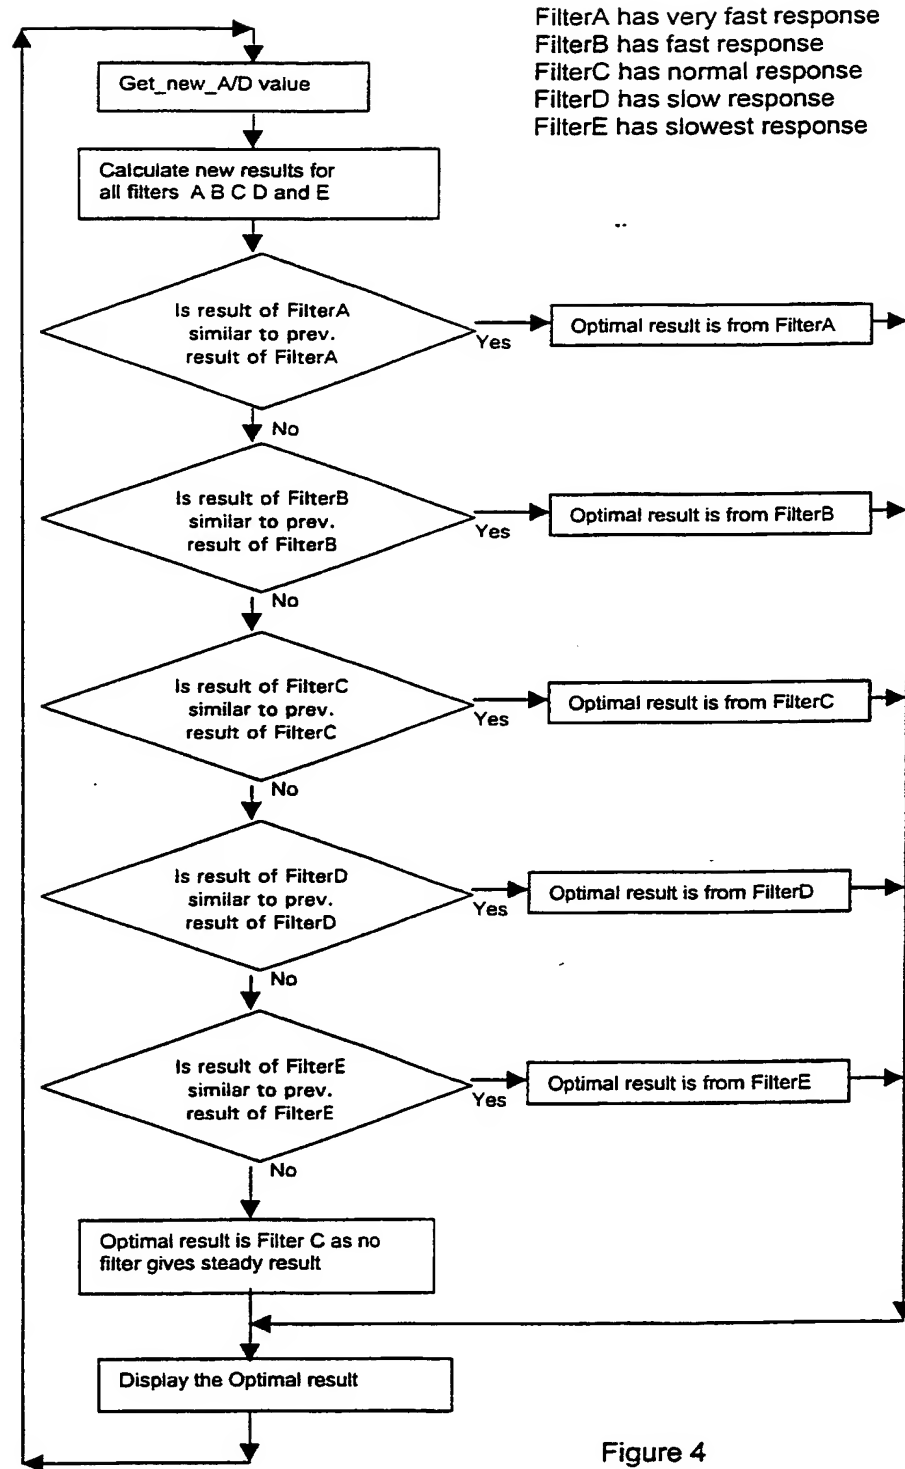 FilterA has very fast response
FilterB has fast response
FilterC has normal response
FilterD has slow response
FilterE has slowest response
Get_new_A/D value
Calculate new results for
all filters A B C D and E
Is result of FilterA
similar to prev.
result of FilterA
Yes
Optimal result is from FilterA
No
Is result of FilterB
similar to prev.
result of FilterB
Yes
Optimal result is from FilterB
No
Is result of FilterC
similar to prev.
result of FilterC
Yes
Optimal result is from FilterC
No
Is result of FilterD
similar to prev.
result of FilterD
Yes
Optimal result is from FilterD
No
Is result of FilterE
similar to prev.
result of FilterE
Yes
Optimal result is from FilterE
No
Optimal result is Filter C as no
filter gives steady result
Display the Optimal result
Figure 4